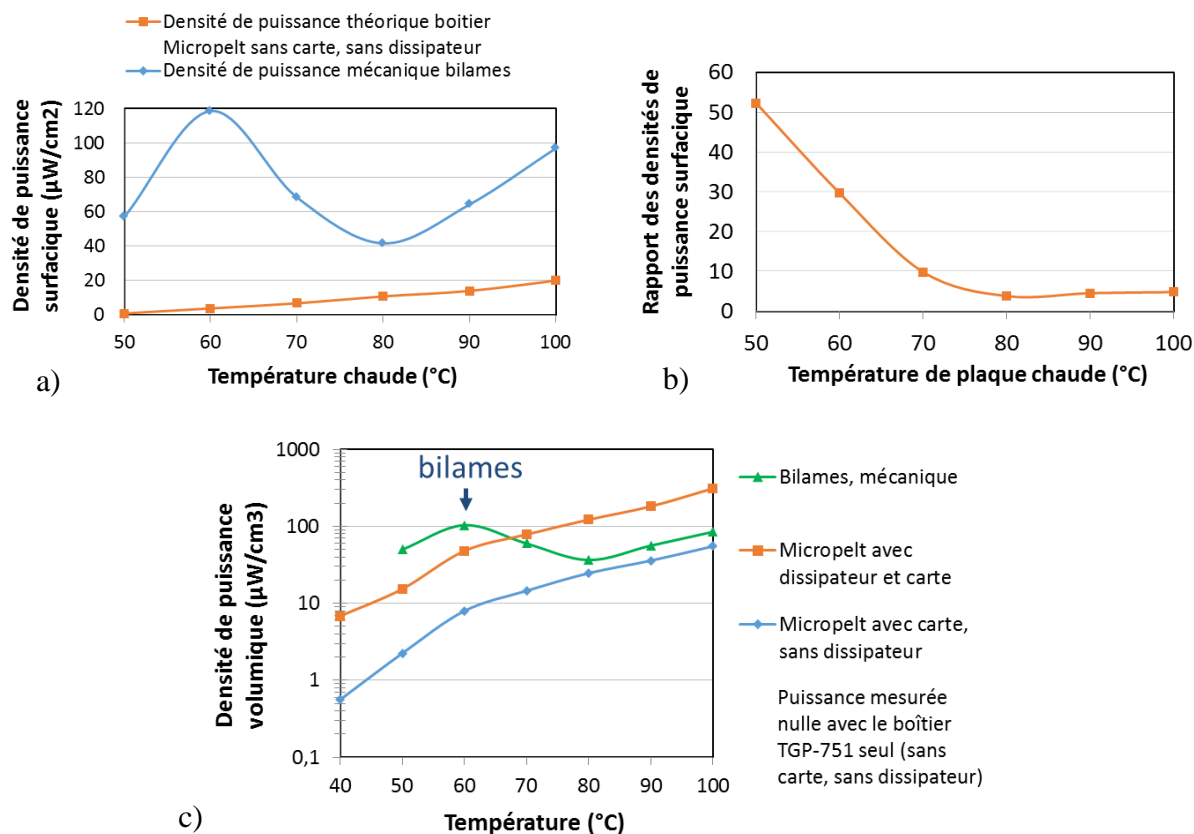 Densité de puissance théorique boitier
Micropelt sans carte, sans dissipateur
Densité de puissance mécanique bilames
Densité de puissance
surfacique (µW/cm2)
120
100
80
60
40
20
0
50
60
70
80
90
100
Température chaude (°C)
a)
Rapport des densités de
puissance surfacique
60
50
40
30
20
10
0
50
60
70
80
90
100
Température de plaque chaude (°C)
b)
Densité de puissance
volumique (µW/cm3)
1000
100
10
1
0,1
40
50
60
70
80
90
100
Température (°C)
bilames
c)
Bilames, mécanique
Micropelt avec
dissipateur et carte
Micropelt avec carte,
sans dissipateur
Puissance mesurée
nulle avec le boîtier
TGP-751 seul (sans
carte, sans dissipateur)